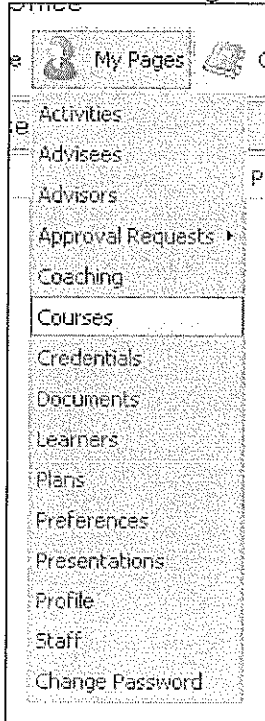 Office
My Pages
Activities
Advisees
Advisors
P
Approval Requests
Coaching
Courses
Credentials
Documents
Learners
Plans
Preferences
Presentations
Profile
Staff
Change Password